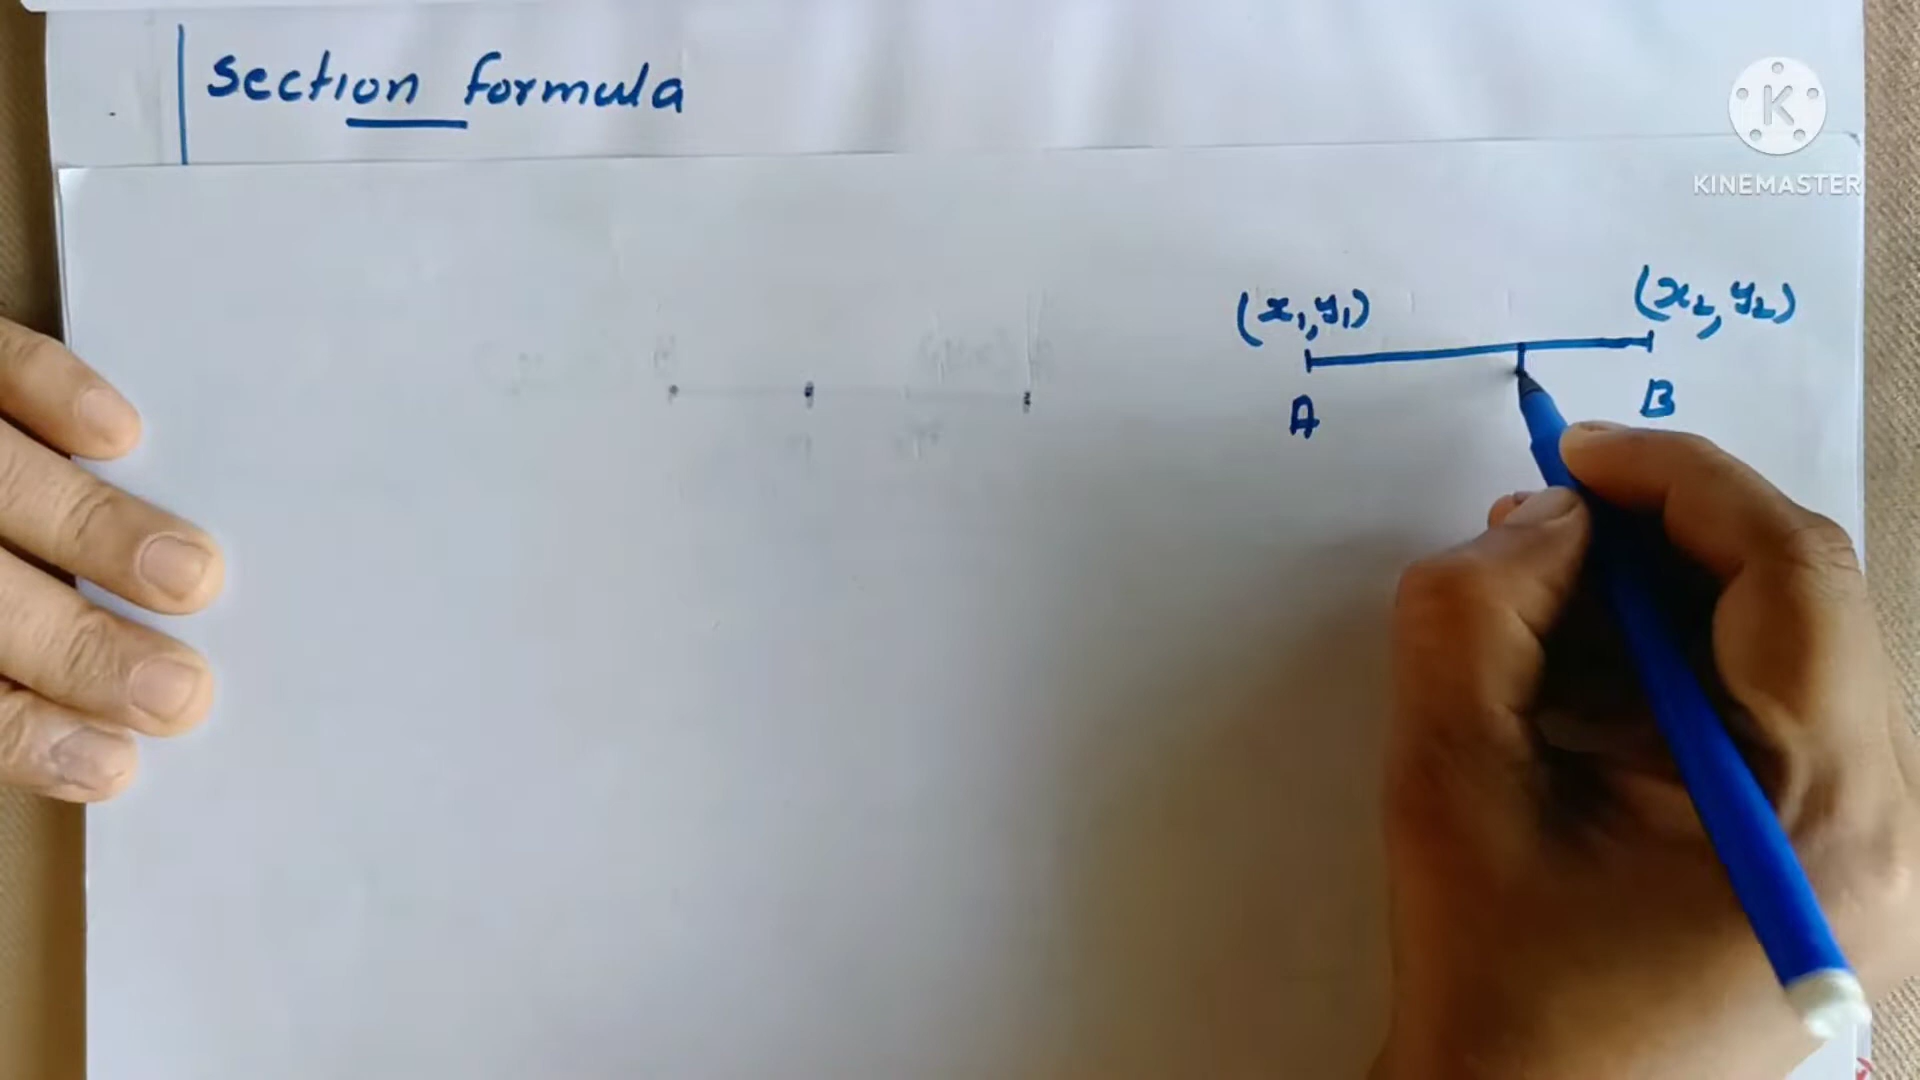 Section formula
K
KINEMASTER
(x₁,y₁)
(x₂,y₂)
A
B